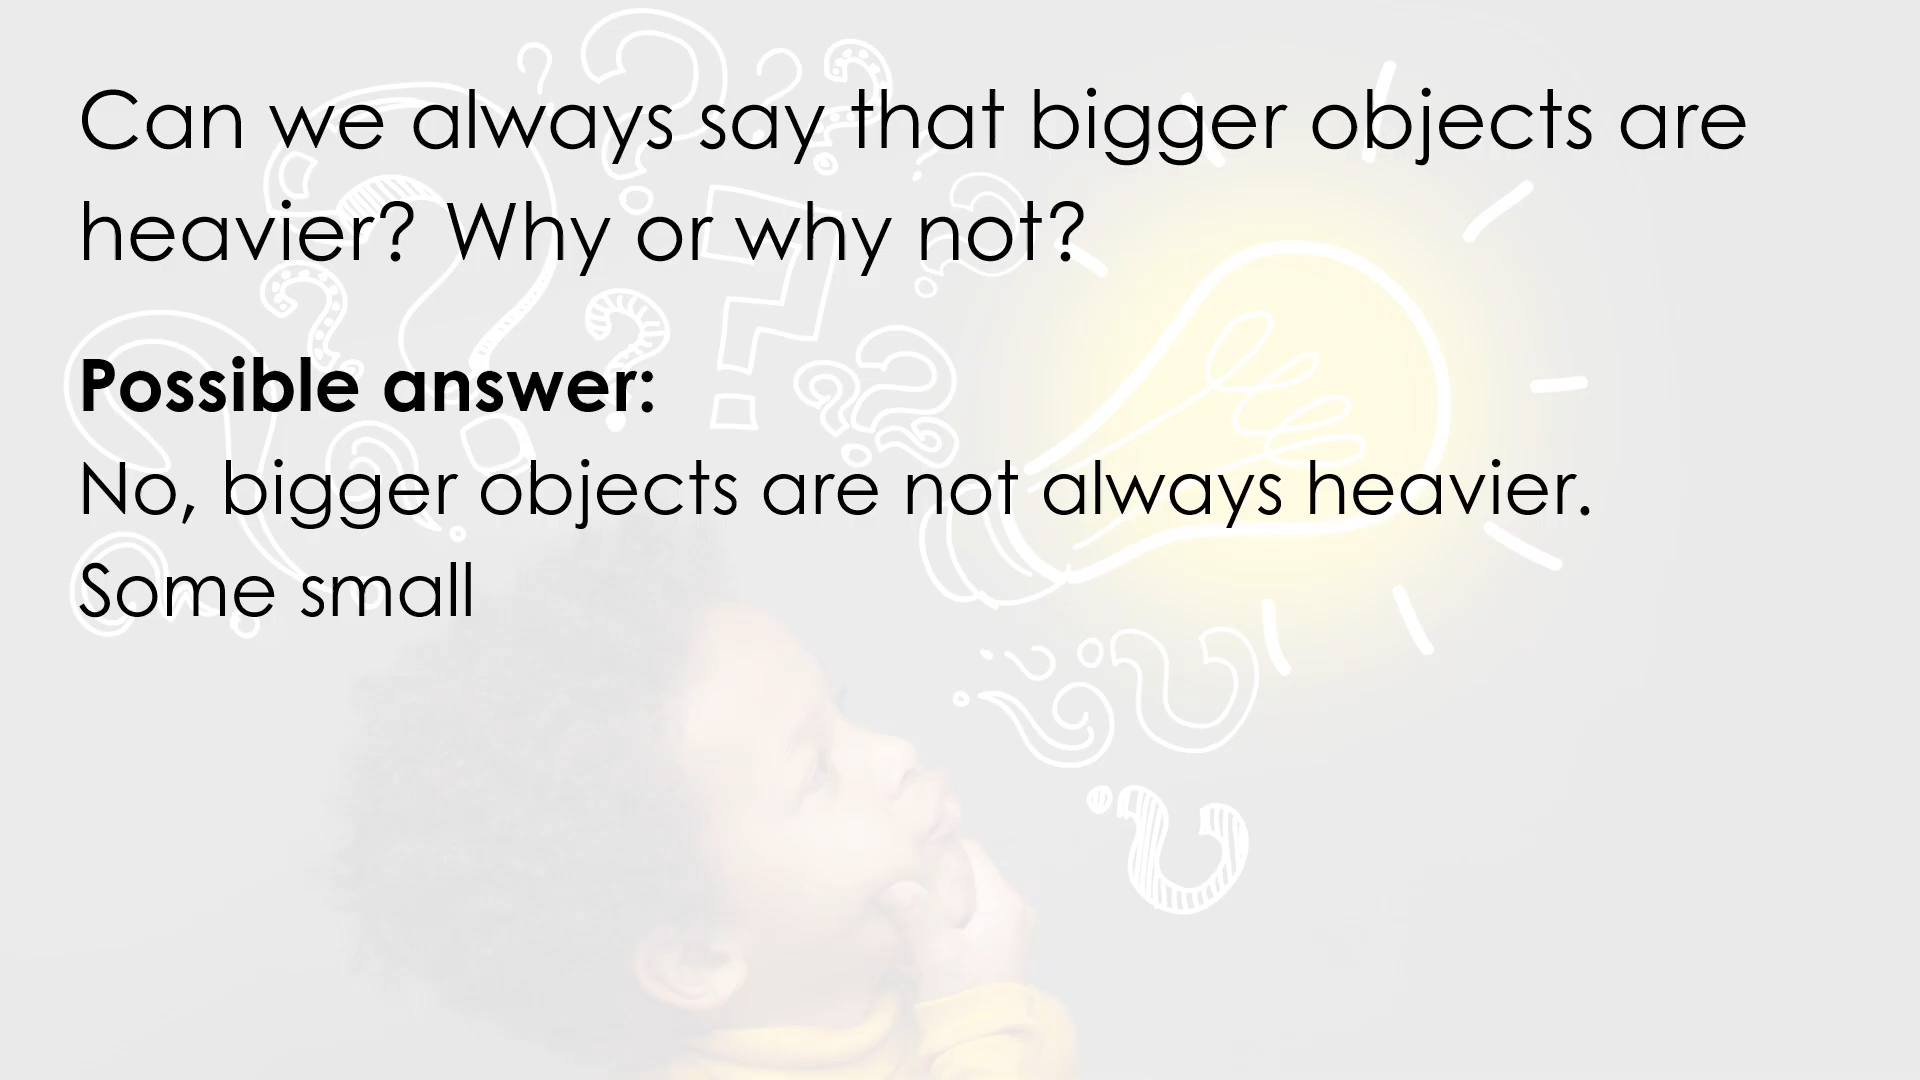 Can we always say that bigger objects are
heavier? Why or why not?
Possible answer:
No, bigger objects are not always heavier.
Some small